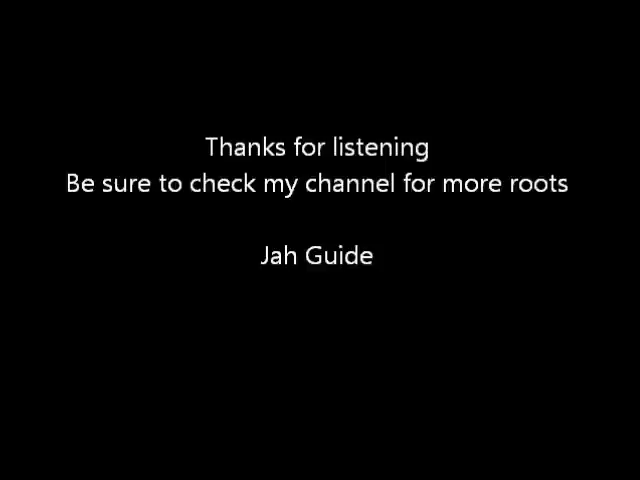 Thanks for listening
Be sure to check my channel for more roots
Jah Guide